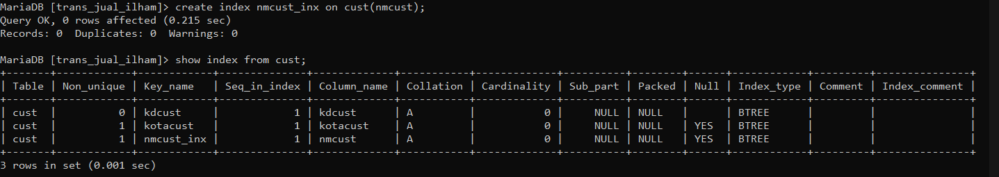 MariaDB [trans_jual_ilham]> create index nmcust_inx on cust(nmcust);
Query OK, 0 rows affected (0.215 sec)
Records: 0  Duplicates: 0  Warnings: 0

MariaDB [trans_jual_ilham]> show index from cust;
+-------+------------+------------+--------------+-------------+-----------+-------------+----------+--------+------+------------+---------+---------------+
| Table | Non_unique | Key_name   | Seq_in_index | Column_name | Collation | Cardinality | Sub_part | Packed | Null | Index_type | Comment | Index_comment |
+-------+------------+------------+--------------+-------------+-----------+-------------+----------+--------+------+------------+---------+---------------+
| cust  |          0 | kdcust     |            1 | kdcust      | A         |           0 |     NULL | NULL   |      | BTREE      |         |               |
| cust  |          1 | kotacust   |            1 | kotacust    | A         |           0 |     NULL | NULL   | YES  | BTREE      |         |               |
| cust  |          1 | nmcust_inx |            1 | nmcust      | A         |           0 |     NULL | NULL   | YES  | BTREE      |         |               |
+-------+------------+------------+--------------+-------------+-----------+-------------+----------+--------+------+------------+---------+---------------+
3 rows in set (0.001 sec)